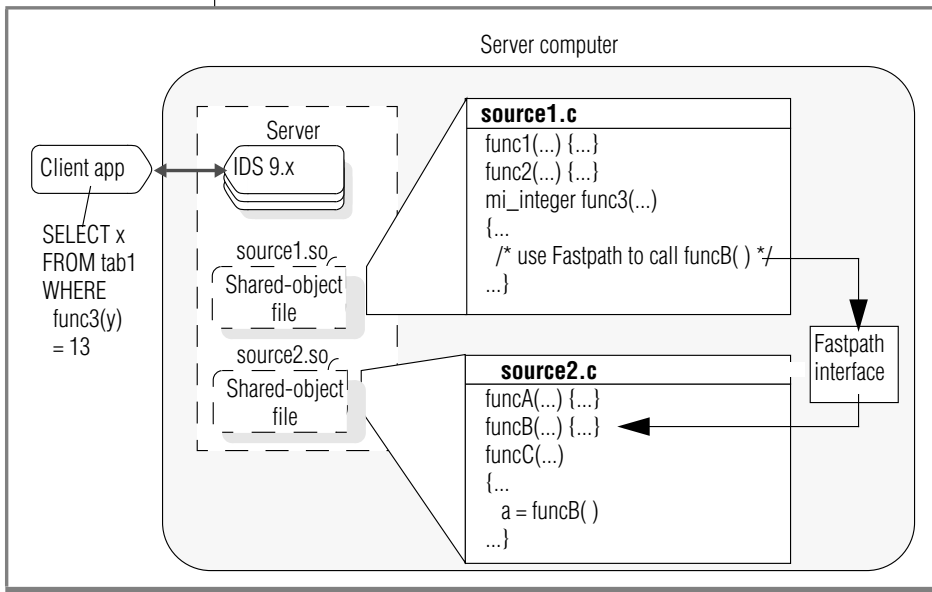 Server computer
Server
IDS 9.x
Client app
SELECT x
FROM tab1
WHERE
func3(y)
= 13
source1.so
Shared-object
file
source2.so
Shared-object
file
source1.c
func1(...) {...}
func2(...) {...}
mi_integer func3(...)
{...
/* use Fastpath to call funcB( ) */
...}
Fastpath
interface
source2.c
funcA(...) {...}
funcB(...) {...}
funcC(...)
{...
a = funcB( )
...}